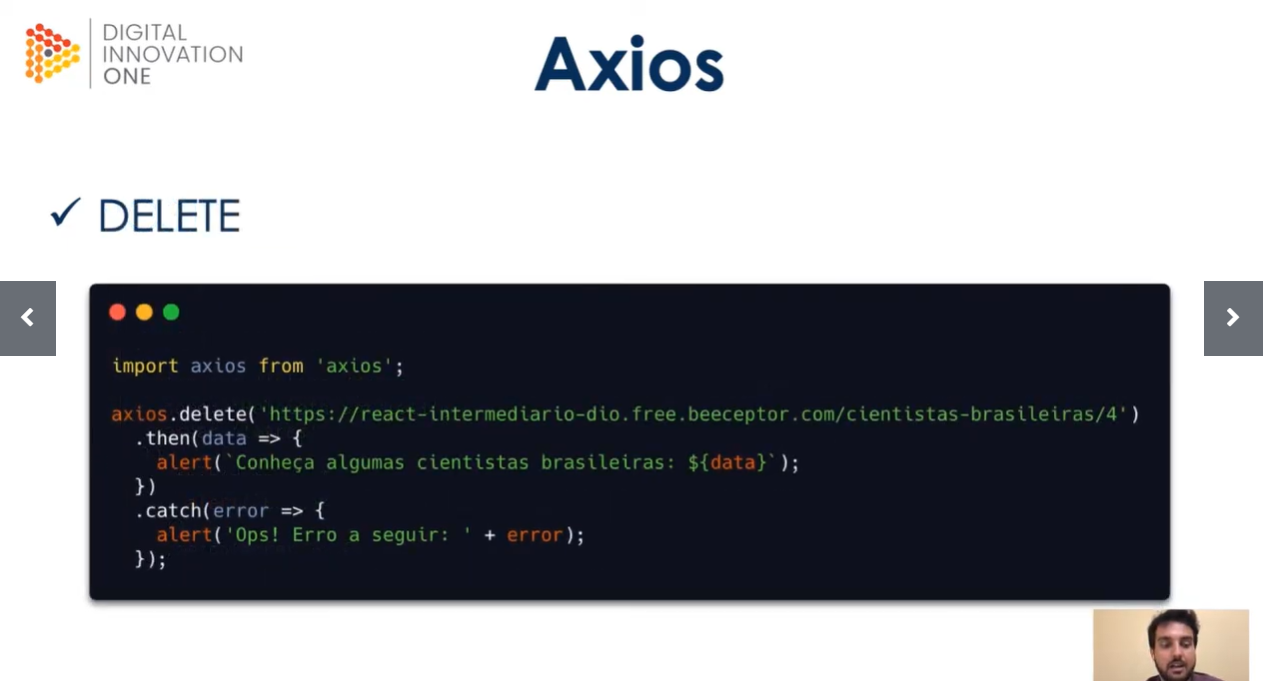 DIGITAL
INNOVATION
ONE
Axios
DELETE
import axios from 'axios';
axios.delete('https://react-intermediario-dio.free.beeceptor.com/cientistas-brasileiras/4')
.then(data => {
alert(`Conheça algumas cientistas brasileiras: ${data}`);
})
.catch(error => {
alert('Ops! Erro a seguir: ' + error);
});